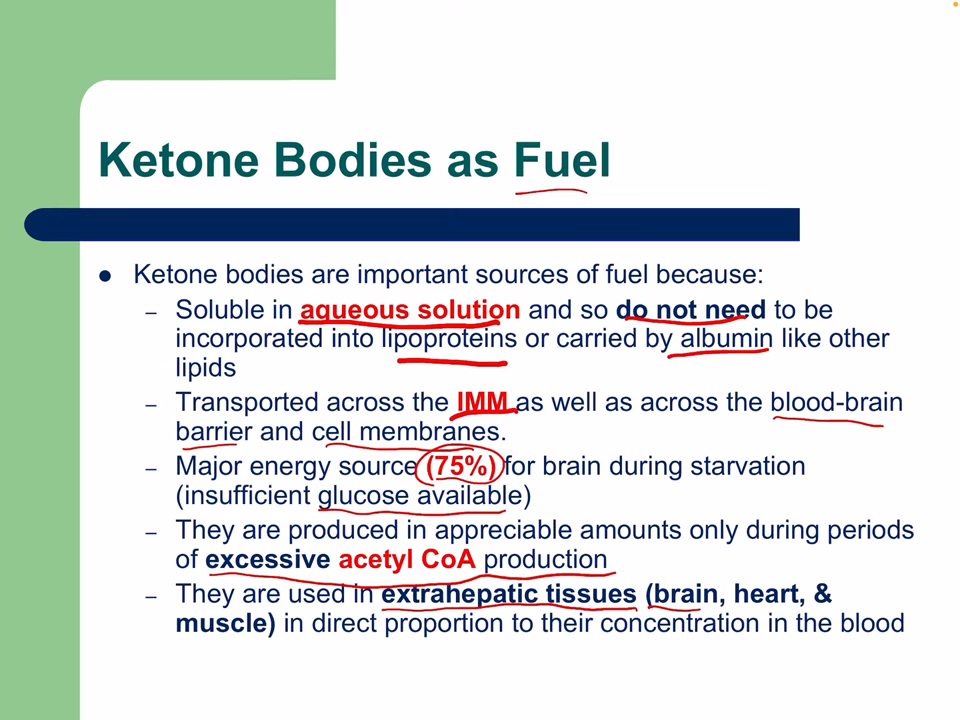 Ketone Bodies as Fuel
● Ketone bodies are important sources of fuel because:
– Soluble in aqueous solution and so do not need to be
incorporated into lipoproteins or carried by albumin like other
lipids
– Transported across the IMM as well as across the blood-brain
barrier and cell membranes.
– Major energy source (75%) for brain during starvation
(insufficient glucose available)
– They are produced in appreciable amounts only during periods
of excessive acetyl CoA production
– They are used in extrahepatic tissues (brain, heart, &
muscle) in direct proportion to their concentration in the blood